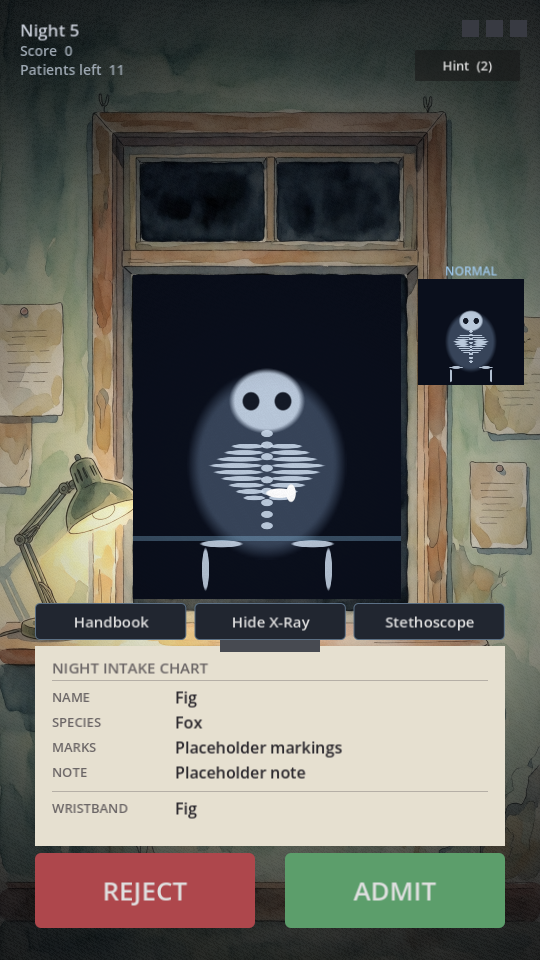 Night 5
Score 0
Patients left 11
Hint (2)
NORMAL
Handbook
Hide X-Ray
Stethoscope
NIGHT INTAKE CHART
NAME Fig
SPECIES Fox
MARKS Placeholder markings
NOTE Placeholder note
WRISTBAND Fig
REJECT
ADMIT